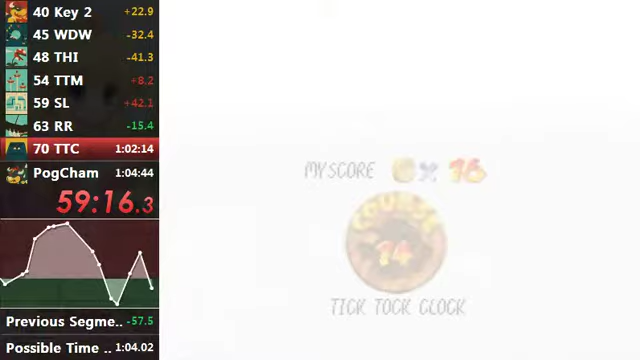 40 Key 2 +22.9
45 WDW -32.4
48 THI -41.3
54 TTM +8.2
59 SL +42.1
63 RR -15.4
70 TTC 1:02:14
PogCham 1:04:44
59:16.3
Previous Segme.. -57.5
Possible Time .. 1:04.02
MY SCORE × 16
COURSE
14
TICK TOCK CLOCK